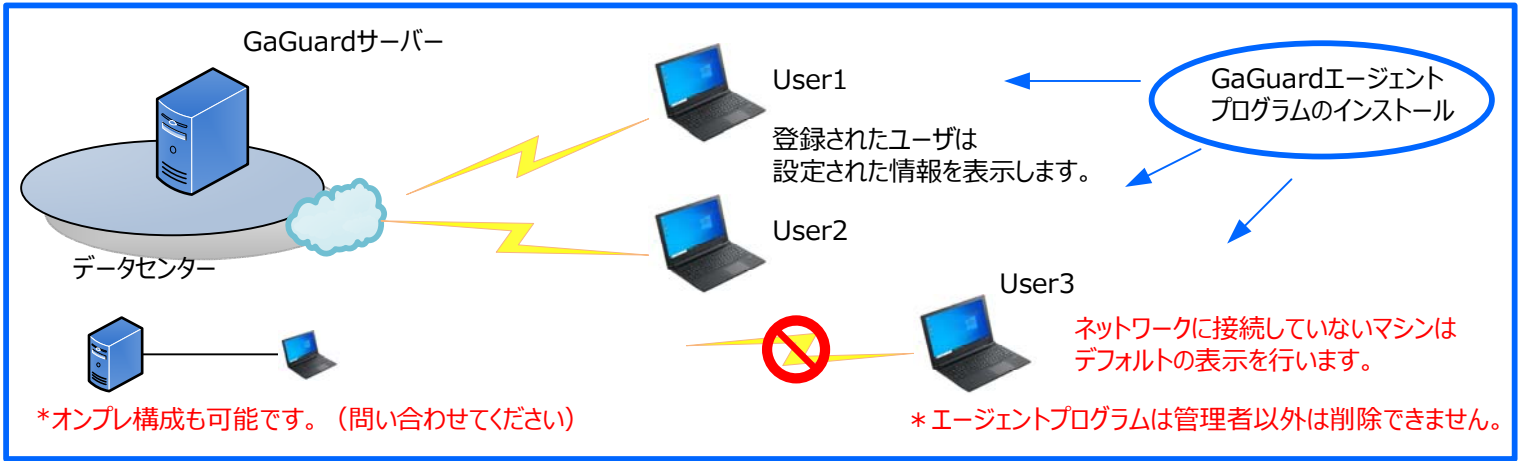 GaGuardサーバー
データセンター
User1
登録されたユーザは
設定された情報を表示します。
User2
GaGuardエージェント
プログラムのインストール
User3
ネットワークに接続していないマシンは
デフォルトの表示を行います。
*オンプレ構成も可能です。（問い合わせてください）
＊エージェントプログラムは管理者以外は削除できません。